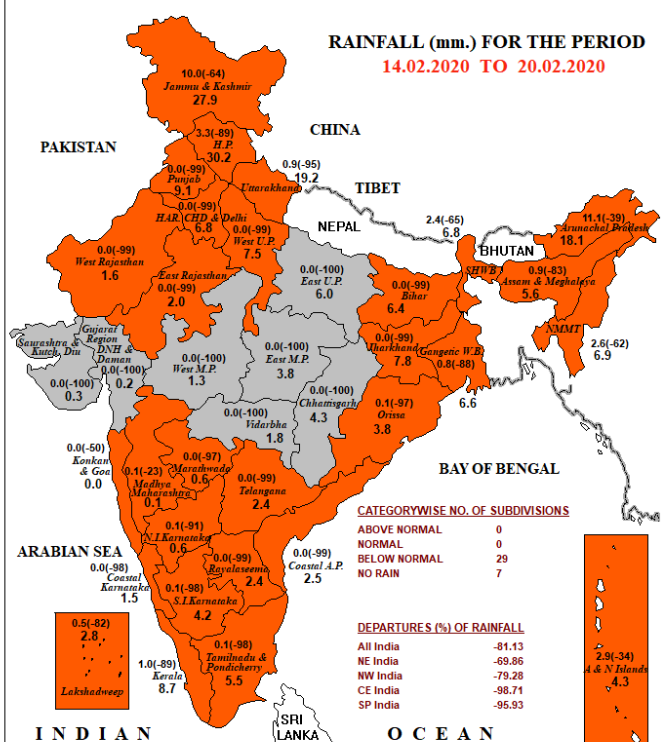 RAINFALL (mm.) FOR THE PERIOD
14.02.2020 TO 20.02.2020
10.0(-64)
Jammu & Kashmir
27.9
CHINA
3.3(-89)
H.P.
30.2
PAKISTAN
0.0(-99)
Punjab
9.1
0.9(-95)
19.2
Uttarakhand
TIBET
0.0(-99)
HAR. CHD & Delhi
6.8
NEPAL
2.4(-65)
6.8
BHUTAN
11.1(-39)
Arunachal Pradesh
18.1
0.0(-99)
West U.P.
7.5
0.0(-99)
West Rajasthan
1.6
East Rajasthan
0.0(-99)
2.0
0.0(-100)
East U.P.
6.0
0.0(-99)
Bihar
6.4
SHWB
0.9(-83)
Assam & Meghalaya
5.6
NMMT
2.6(-62)
6.9
Saurashtra &
Kutch, Diu
0.0(-100)
0.3
Gujarat
Region
DNH &
Daman
0.0(-100)
0.2
0.0(-100)
West M.P.
1.3
0.0(-100)
East M.P.
3.8
0.0(-99)
Jharkhand
7.8
Gangetic W.B.
0.8(-88)
6.6
0.0(-100)
Chhattisgarh
4.3
0.1(-97)
Orissa
3.8
0.0(-100)
Vidarbha
1.8
0.0(-50)
Konkan
& Goa
0.0
0.0(-97)
Marathwada
0.6
0.1(-23)
Madhya
Maharashtra
0.1
0.0(-99)
Telangana
2.4
BAY OF BENGAL
CATEGORYWISE NO. OF SUBDIVISIONS
ABOVE NORMAL 0
NORMAL 0
BELOW NORMAL 29
NO RAIN 7
0.1(-91)
N.I.Karnataka
0.6
ARABIAN SEA
0.0(-98)
Coastal
Karnataka
1.5
0.0(-99)
Rayalaseema
2.4
0.0(-99)
Coastal A.P.
2.5
0.1(-98)
S.I.Karnataka
4.2
0.5(-82)
2.8
Lakshadweep
1.0(-89)
Kerala
8.7
0.1(-98)
Tamilnadu &
Pondicherry
5.5
DEPARTURES (%) OF RAINFALL
All India -81.13
NE India -69.86
NW India -79.28
CE India -98.71
SP India -95.93
2.9(-34)
A & N Islands
4.3
SRI
LANKA
INDIAN OCEAN